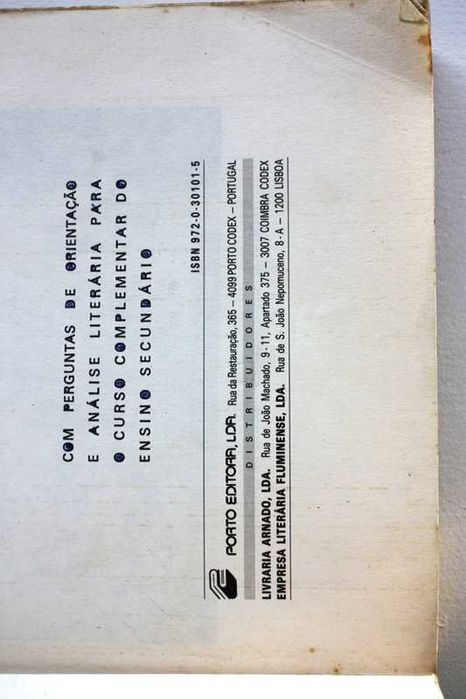 COM PERGUNTAS DE ORIENTAÇÃO
E ANÁLISE LITERÁRIA PARA
O CURSO COMPLEMENTAR DO
ENSINO SECUNDÁRIO
ISBN 972-0-30101-5
PORTO EDITORA, LDA. Rua da Restauração, 365 – 4099 PORTO CODEX – PORTUGAL
DISTRIBUIDORES
LIVRARIA ARNADO, LDA. Rua de João Machado, 9-11, Apartado 375 – 3007 COIMBRA CODEX
EMPRESA LITERÁRIA FLUMINENSE, LDA. Rua de S. João Nepomuceno, 8-A – 1200 LISBOA